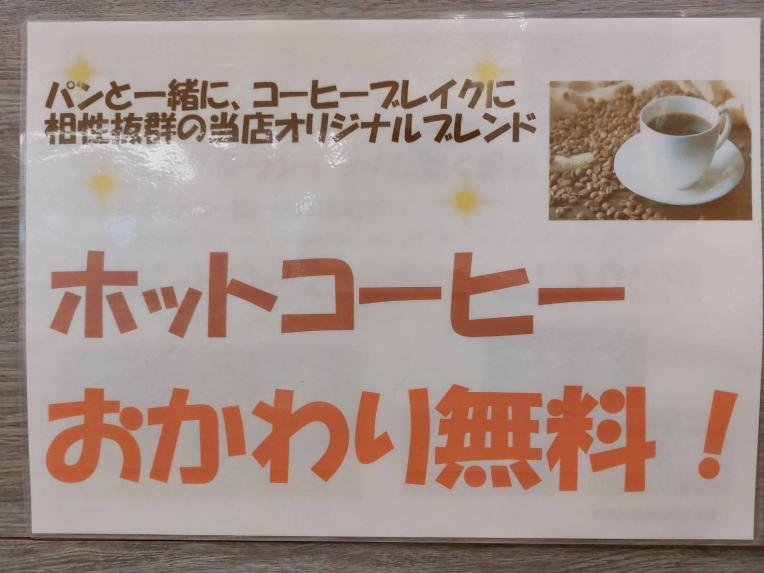 パンと一緒に、コーヒーブレイクに
相性抜群の当店オリジナルブレンド
ホットコーヒー
おかわり無料！